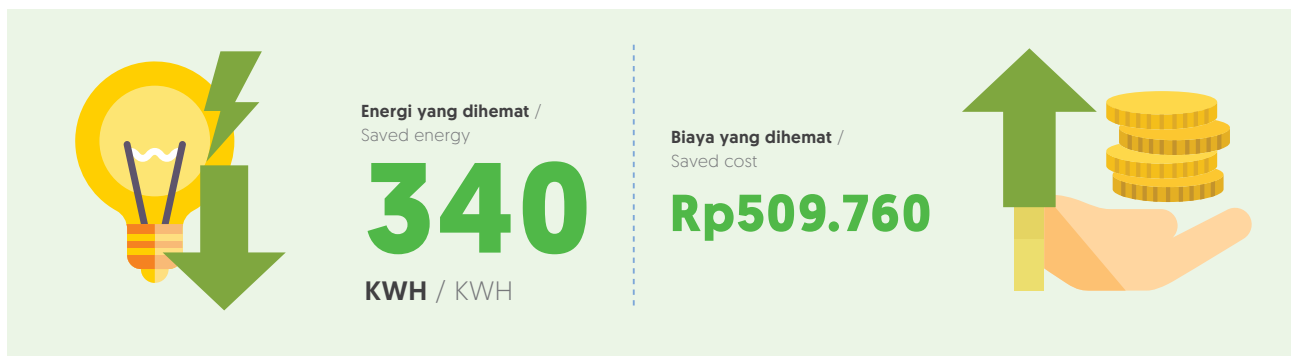 Energi yang dihemat /
Saved energy
340
KWH / KWH
Biaya yang dihemat /
Saved cost
Rp509.760